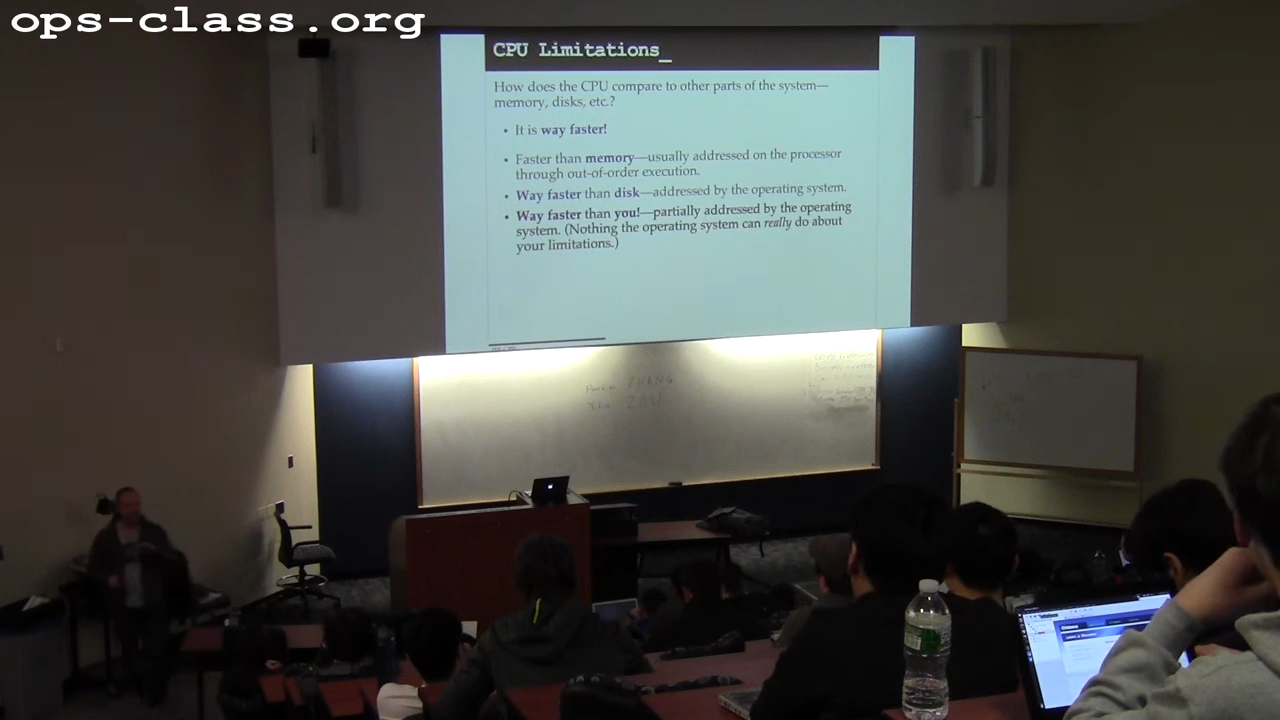 ops-class.org
CPU Limitations_
How does the CPU compare to other parts of the system—
memory, disks, etc.?
• It is way faster!
• Faster than memory—usually addressed on the processor
through out-of-order execution.
• Way faster than disk—addressed by the operating system.
• Way faster than you!—partially addressed by the operating
system. (Nothing the operating system can really do about
your limitations.)
ZHANG